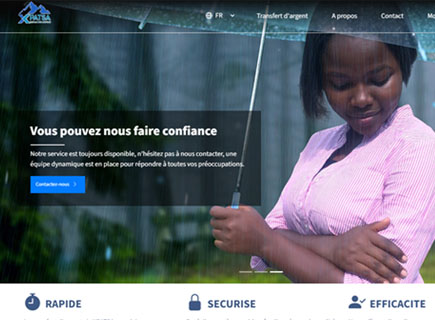 XPATSA
FR
Transfert d'argent
A propos
Contact
Mo
Vous pouvez nous faire confiance
Notre service est toujours disponible, n'hésitez pas à nous contacter, une
équipe dynamique est en place pour répondre à toutes vos préoccupations.
Contactez-nous
RAPIDE
SECURISE
EFFICACITE